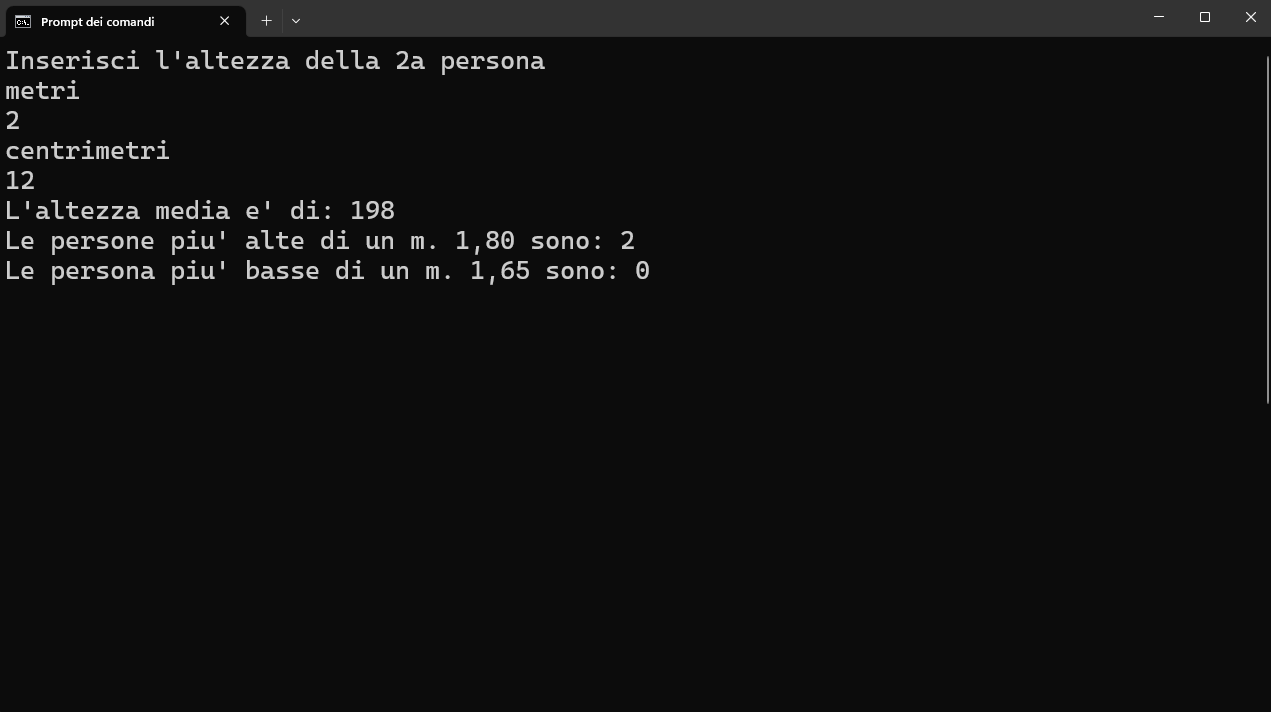 Prompt dei comandi
Inserisci l'altezza della 2a persona
metri
2
centrimetri
12
L'altezza media e' di: 198
Le persone piu' alte di un m. 1,80 sono: 2
Le persona piu' basse di un m. 1,65 sono: 0